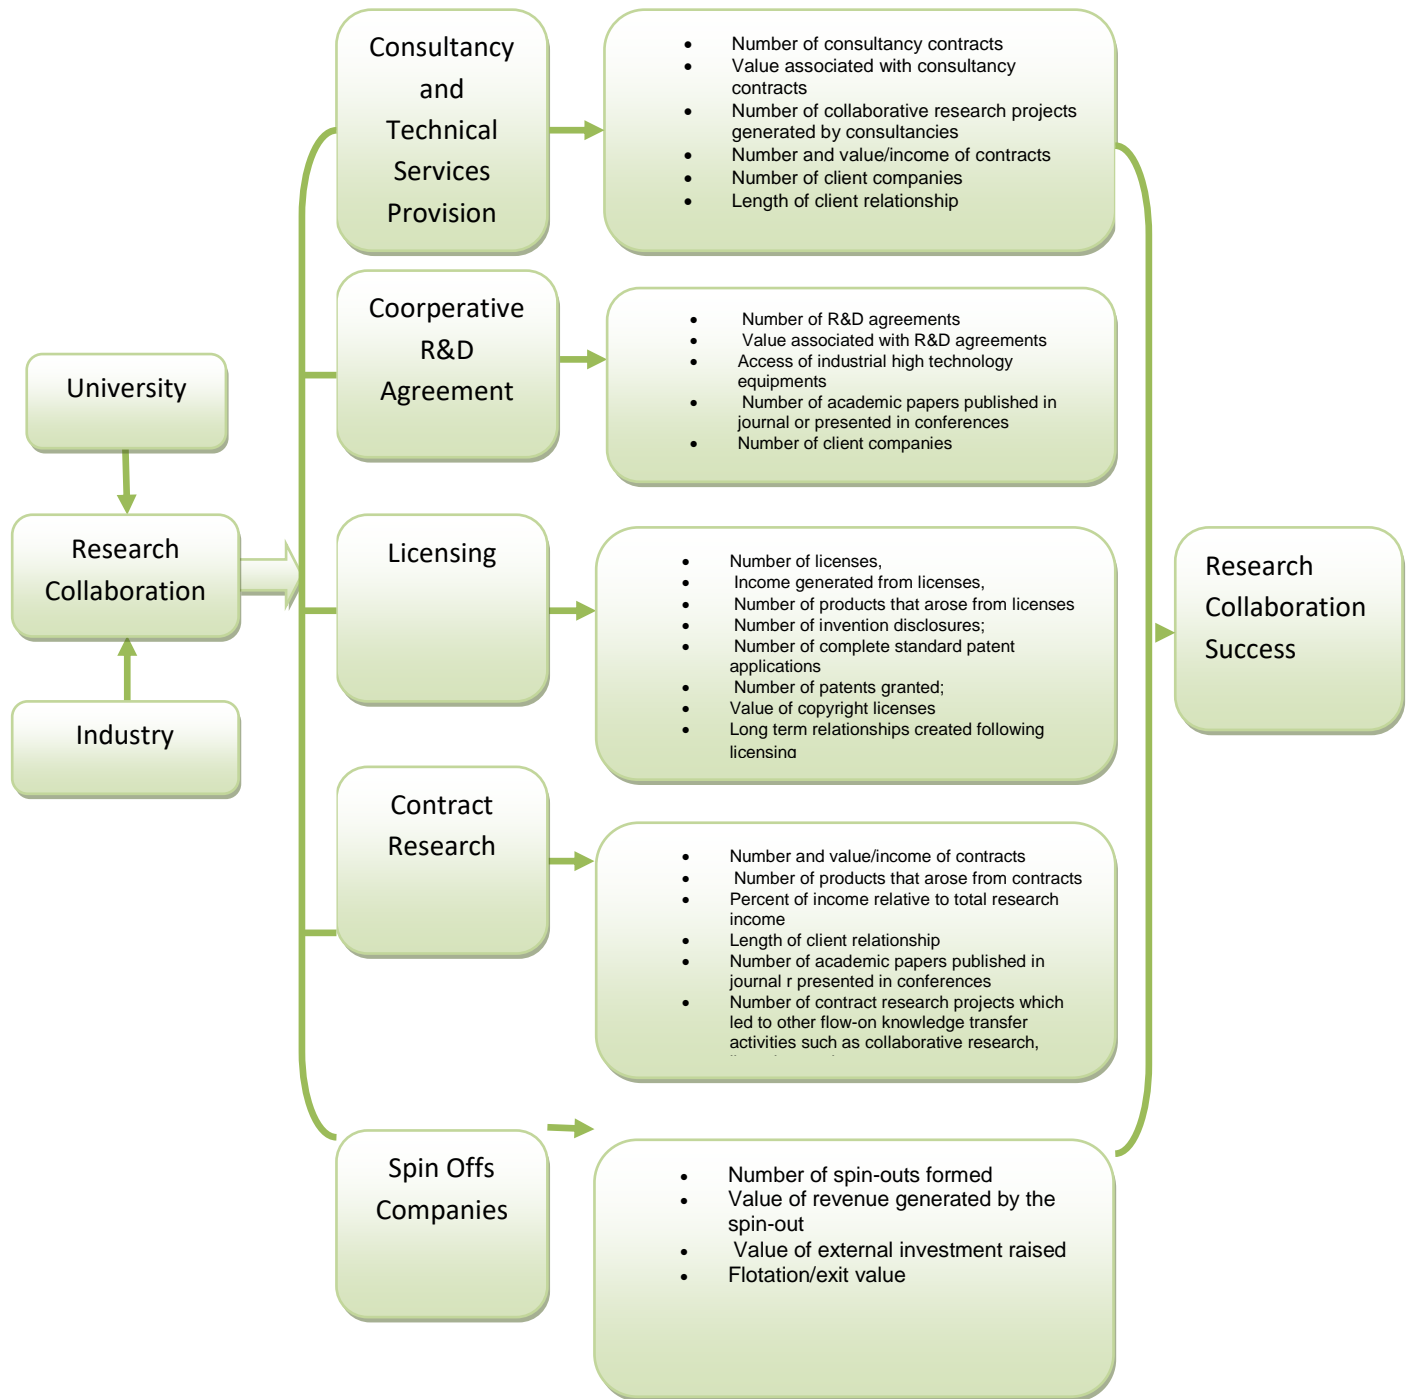 Consultancy
and
Technical
Services
Provision
• Number of consultancy contracts
• Value associated with consultancy
contracts
• Number of collaborative research projects
generated by consultancies
• Number and value/income of contracts
• Number of client companies
• Length of client relationship
Coorperative
R&D
Agreement
• Number of R&D agreements
• Value associated with R&D agreements
• Access of industrial high technology
equipments
• Number of academic papers published in
journal or presented in conferences
• Number of client companies
University
Research
Collaboration
Industry
Licensing
• Number of licenses,
• Income generated from licenses,
• Number of products that arose from licenses
• Number of invention disclosures;
• Number of complete standard patent
applications
• Number of patents granted;
• Value of copyright licenses
• Long term relationships created following
licensing
Research
Collaboration
Success
Contract
Research
• Number and value/income of contracts
• Number of products that arose from contracts
• Percent of income relative to total research
income
• Length of client relationship
• Number of academic papers published in
journal r presented in conferences
• Number of contract research projects which
led to other flow-on knowledge transfer
activities such as collaborative research,
Spin Offs
Companies
• Number of spin-outs formed
• Value of revenue generated by the
spin-out
• Value of external investment raised
• Flotation/exit value